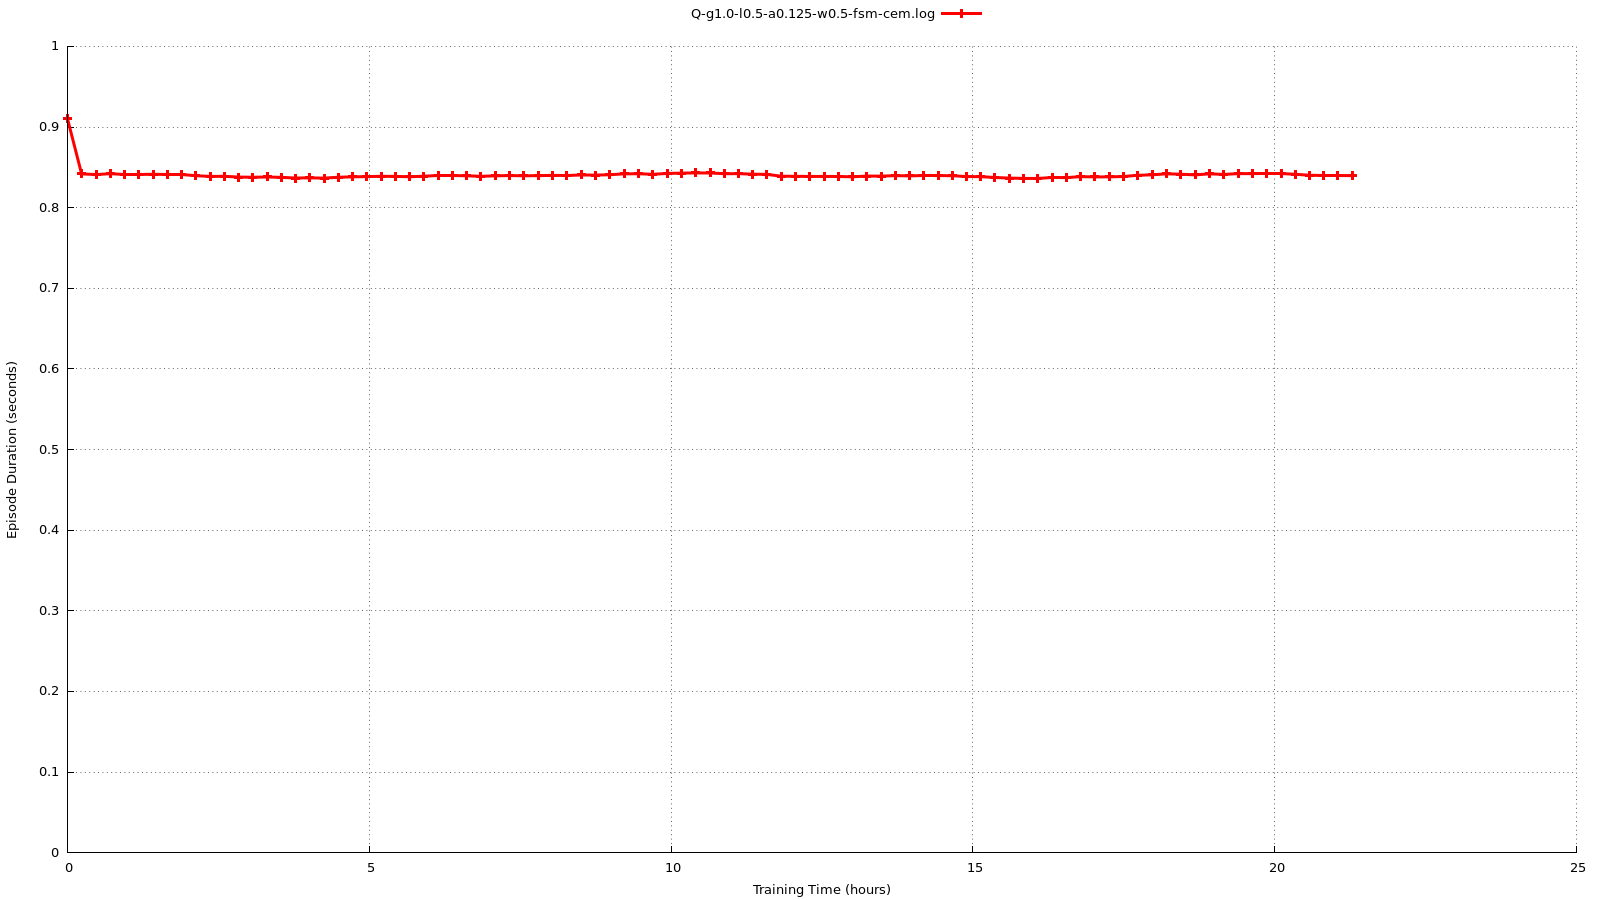 Q-g1.0-l0.5-a0.125-w0.5-fsm-cem.log
1
0.9
0.8
0.7
0.6
0.5
0.4
0.3
0.2
0.1
0
Episode Duration (seconds)
0 5 10 15 20 25
Training Time (hours)